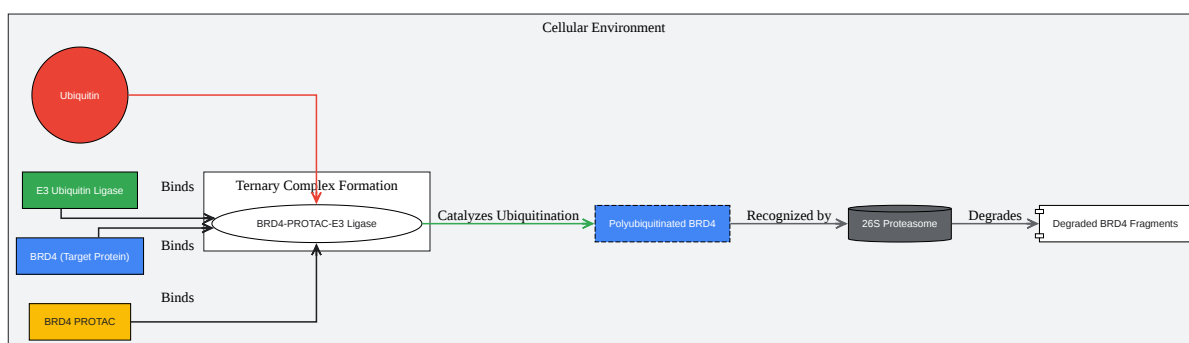 Cellular Environment
Ubiquitin
E3 Ubiquitin Ligase
Binds
Ternary Complex Formation
BRD4-PROTAC-E3 Ligase
Catalyzes Ubiquitination
Polyubiquitinated BRD4
Recognized by
26S Proteasome
Degrades
Degraded BRD4 Fragments
BRD4 (Target Protein)
Binds
BRD4 PROTAC
Binds